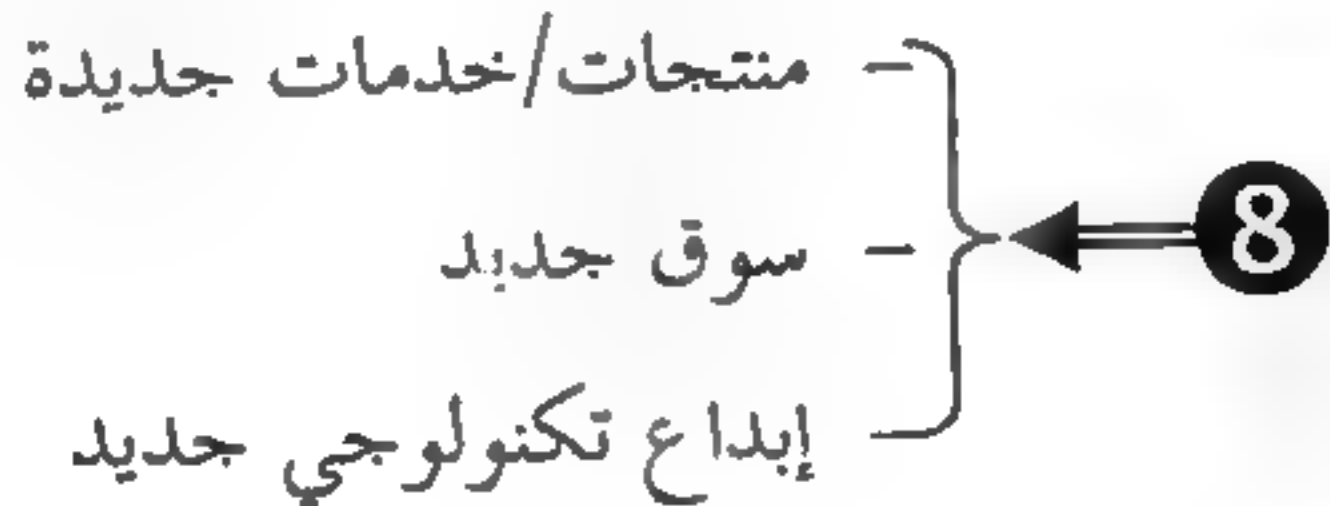 8
- منتجات/خدمات جديدة
- سوق جديد
- إبداع تكنولوجي جديد